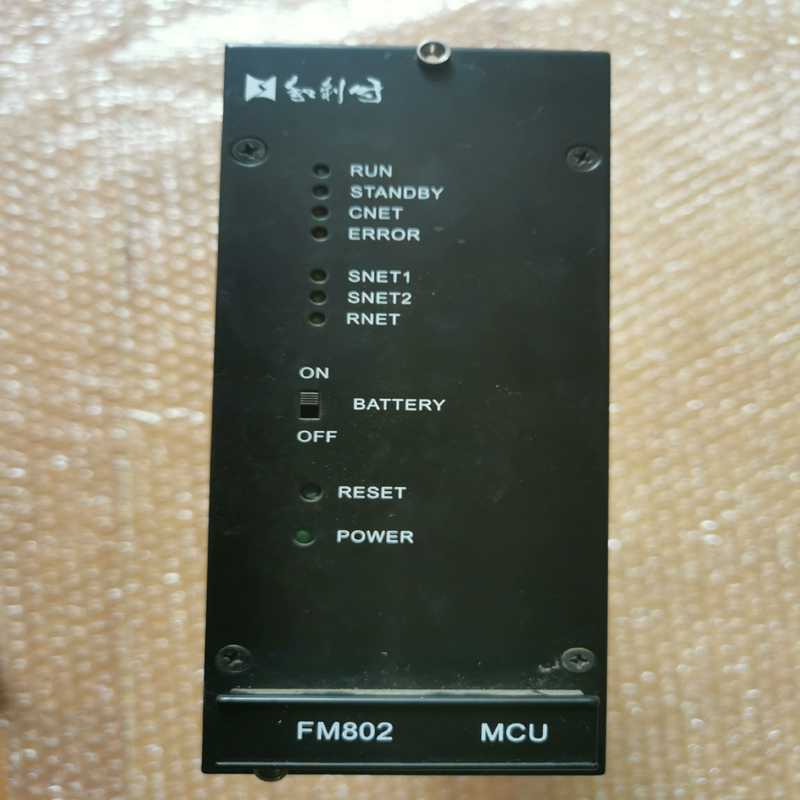 和利时
RUN
STANDBY
CNET
ERROR
SNET1
SNET2
RNET
ON
BATTERY
OFF
RESET
POWER
FM802 MCU